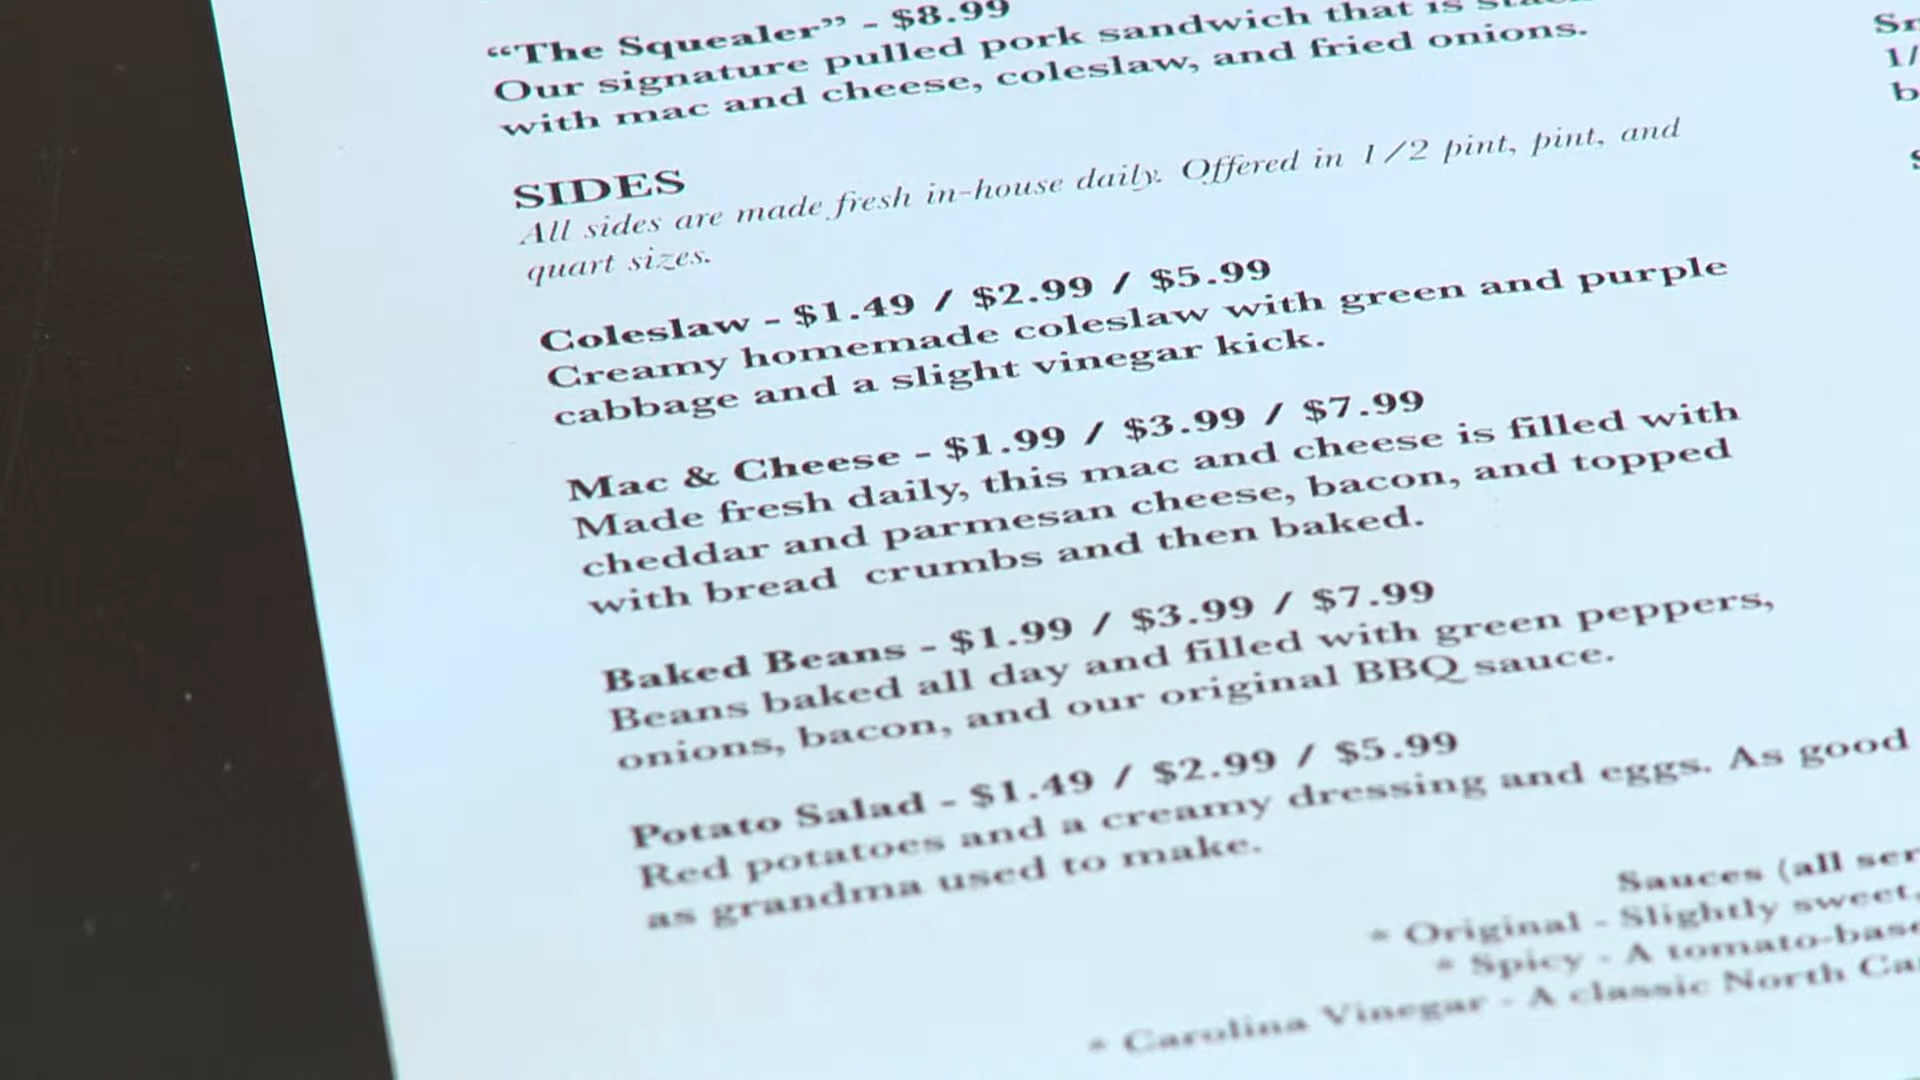 “The Squealer” - $8.99
Our signature pulled pork sandwich that is
with mac and cheese, coleslaw, and fried onions.
SIDES
All sides are made fresh in-house daily. Offered in 1/2 pint, pint, and
quart sizes.
Coleslaw - $1.49 / $2.99 / $5.99
Creamy homemade coleslaw with green and purple
cabbage and a slight vinegar kick.
Mac & Cheese - $1.99 / $3.99 / $7.99
Made fresh daily, this mac and cheese is filled with
cheddar and parmesan cheese, bacon, and topped
with bread crumbs and then baked.
Baked Beans - $1.99 / $3.99 / $7.99
Beans baked all day and filled with green peppers,
onions, bacon, and our original BBQ sauce.
Potato Salad - $1.49 / $2.99 / $5.99
Red potatoes and a creamy dressing and eggs. As good
as grandma used to make.
Sauces (all ser
* Original - Slightly sweet,
* Spicy - A tomato-base
* Carolina Vinegar - A classic North Ca
1/
b